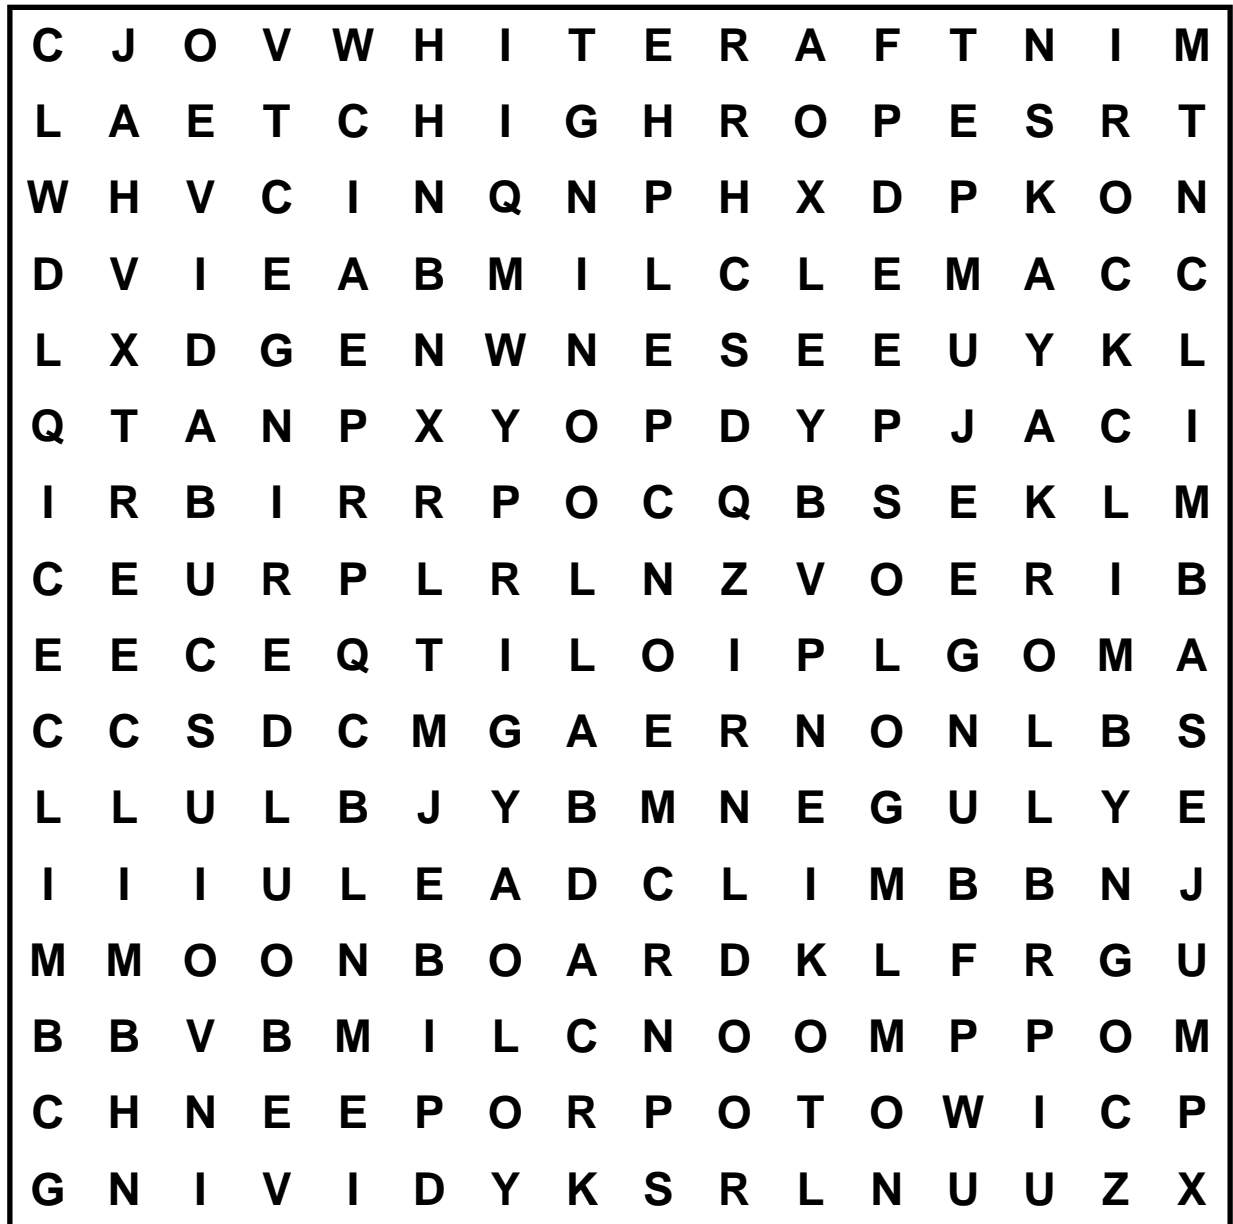 C J O V W H I T E R A F T N I M
L A E T C H I G H R O P E S R T
W H V C I N Q N P H X D P K O N
D V I E A B M I L C L E M A C C
L X D G E N W N E S E E U Y K L
Q T A N P X Y O P D Y P J A C I
I R B I R R P O C Q B S E K L M
C E U R P L R L N Z V O E R I B
E E C E Q T I L O I P L G O M A
C C S D C M G A E R N O N L B S
L L U L B J Y B M N E G U L Y E
I I I U L E A D C L I M B B N J
M M O O N B O A R D K L F R G U
B B V B M I L C N O O M P P O M
C H N E E P O R P O T O W I C P
G N I V I D Y K S R L N U U Z X